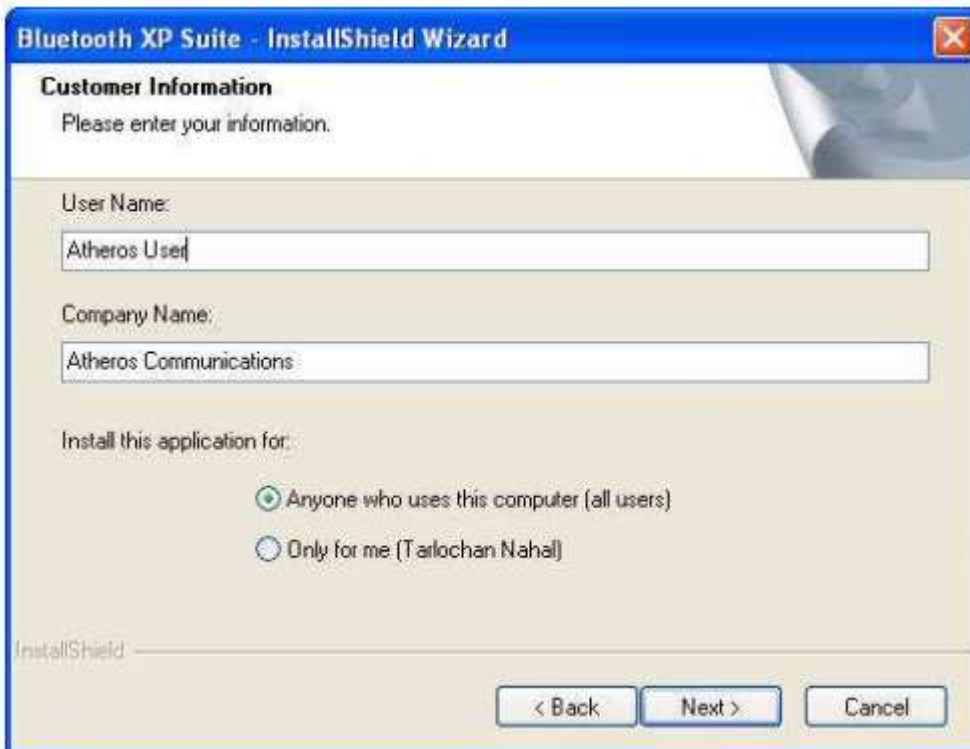 Bluetooth XP Suite - InstallShield Wizard
Customer Information
Please enter your information.
User Name:
Atheros User
Company Name:
Atheros Communications
Install this application for:
Anyone who uses this computer (all users)
Only for me (Tarlochan Nahal)
InstallShield
< Back
Next >
Cancel